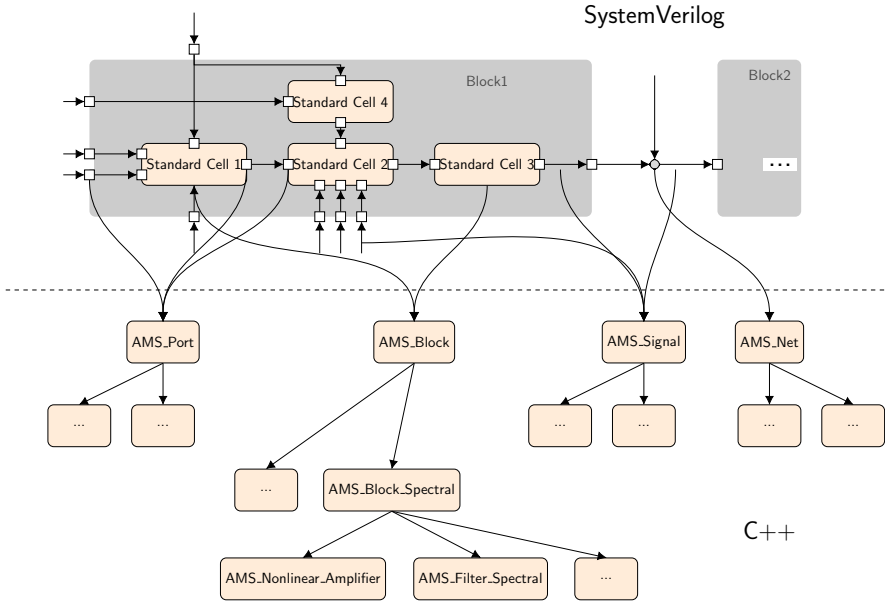 SystemVerilog
Block1
Block2
Standard Cell 4
Standard Cell 1
Standard Cell 2
Standard Cell 3
...
AMS_Port
AMS_Block
AMS_Signal
AMS_Net
...
...
...
...
...
...
...
AMS_Block_Spectral
C++
AMS_Nonlinear_Amplifier
AMS_Filter_Spectral
...